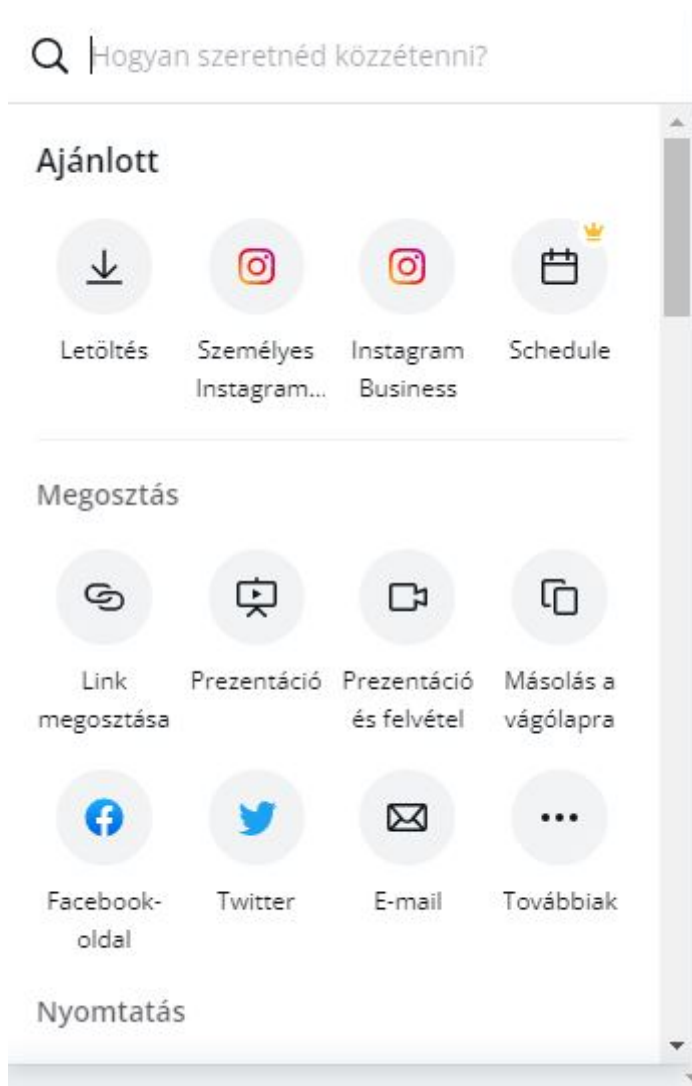 Hogyan szeretnéd közzétenni?
Ajánlott
Letöltés
Személyes
Instagram...
Instagram
Business
Schedule
Megosztás
Link
megosztása
Prezentáció
Prezentáció
és felvétel
Másolás a
vágólapra
Facebook-
oldal
Twitter
E-mail
Továbbiak
Nyomtatás